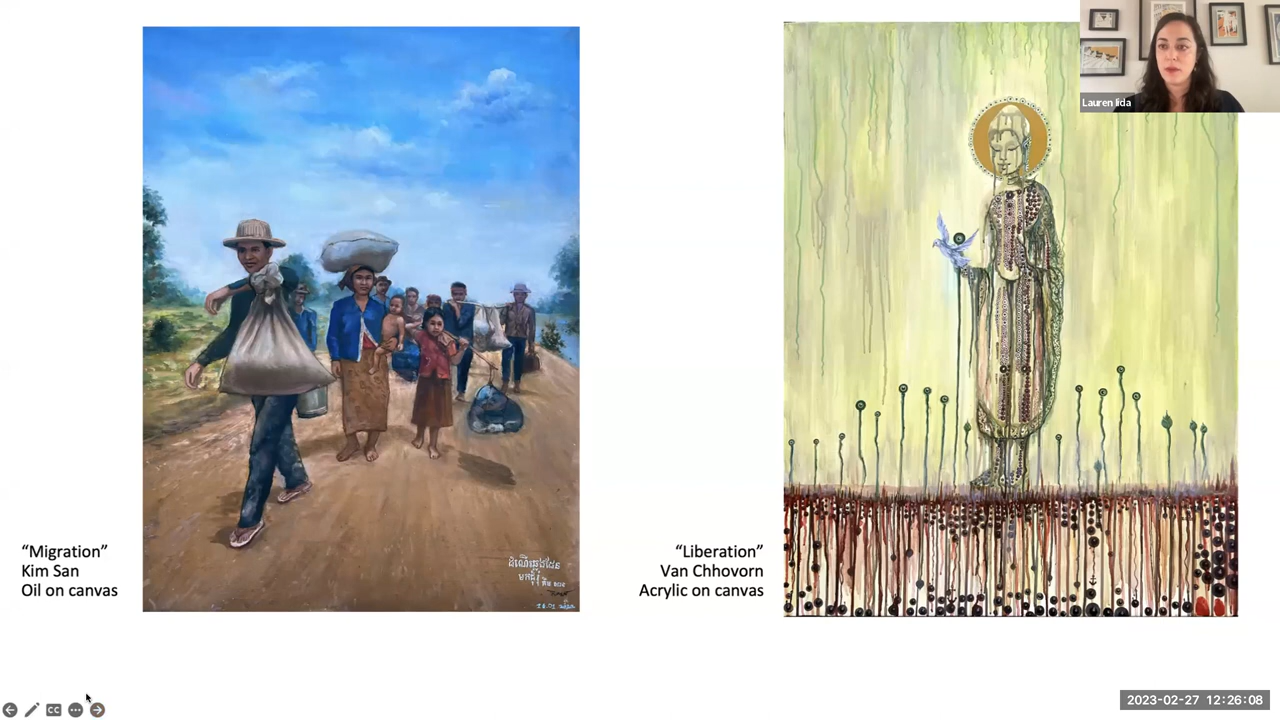 Lauren Iida
“Migration”
Kim San
Oil on canvas
“Liberation”
Van Chhovorn
Acrylic on canvas
CC
2023-02-27 12:26:08